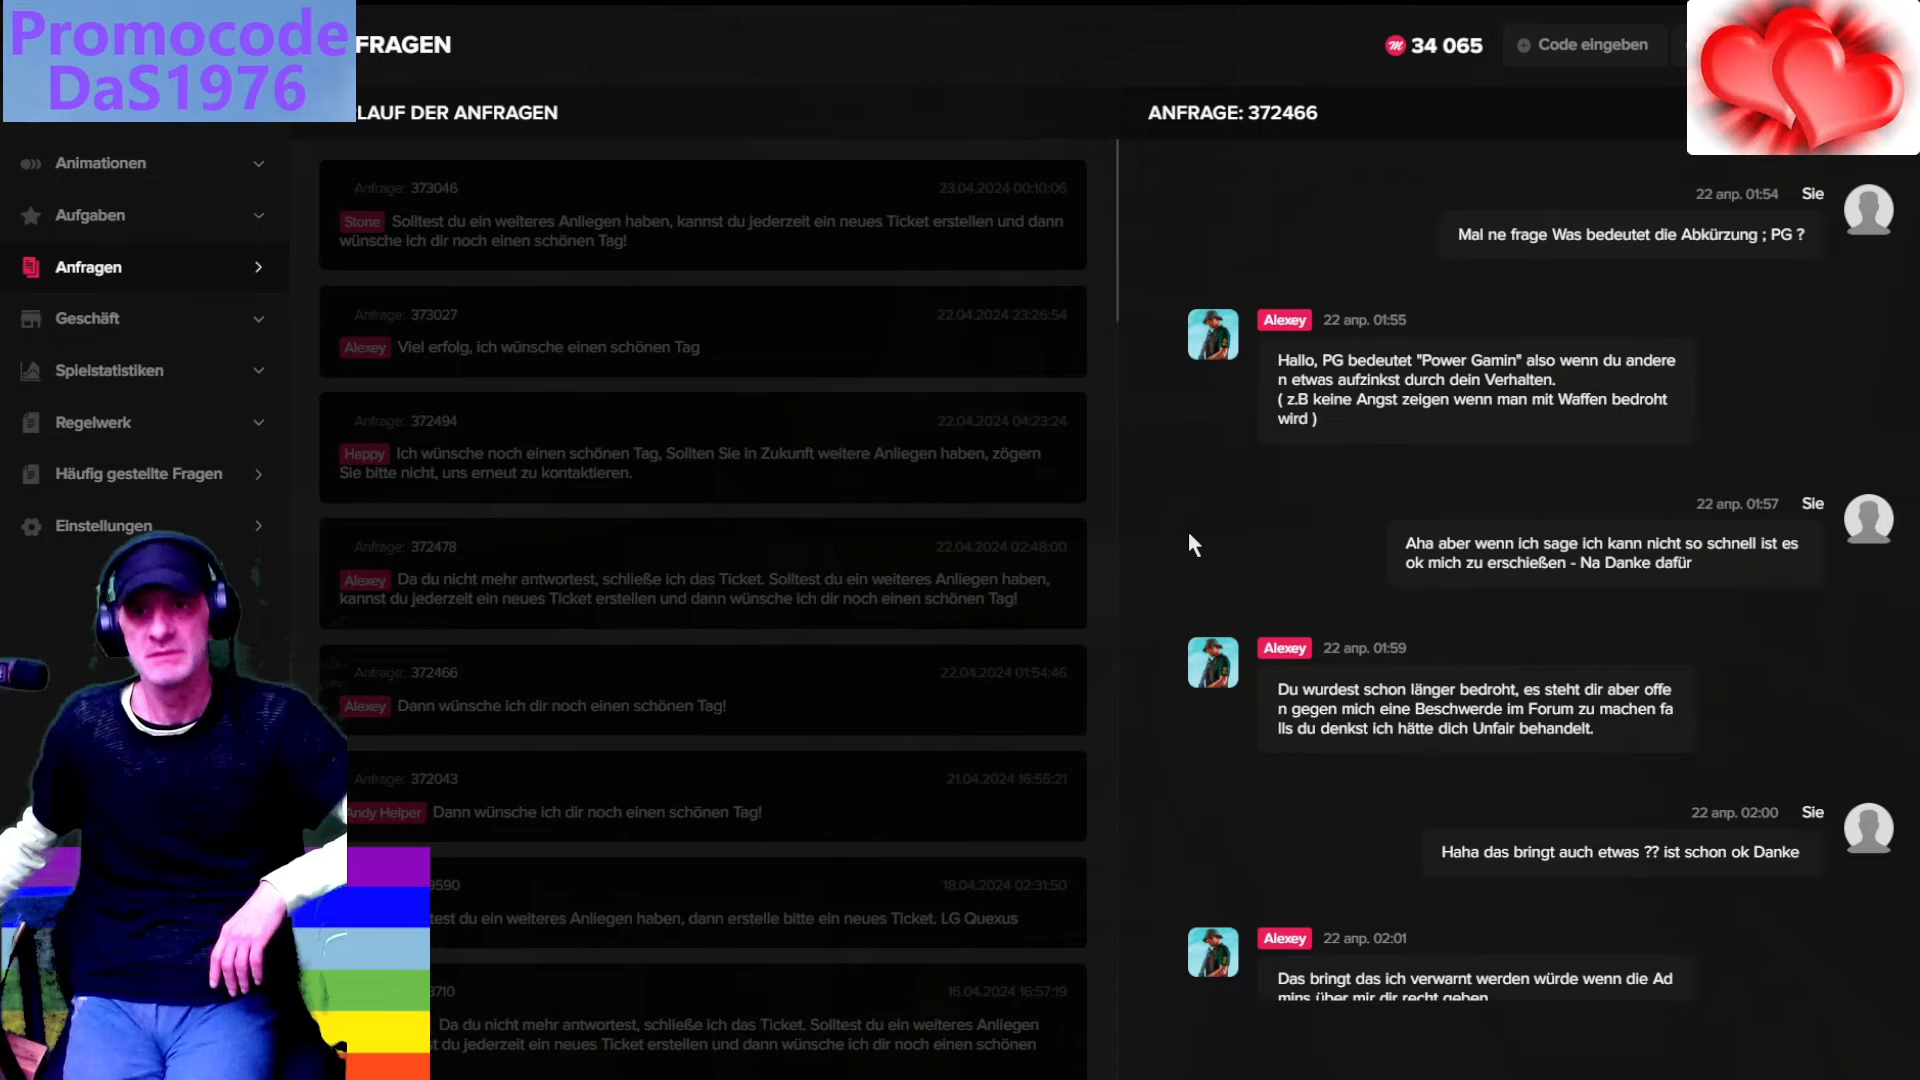 Promocode
DaS1976
FRAGEN
34 065
Code eingeben
LAUF DER ANFRAGEN
ANFRAGE: 372466
Animationen
Aufgaben
Anfragen
Geschäft
Spielstatistiken
Regelwerk
Häufig gestellte Fragen
Einstellungen
Anfrage: 373046
23.04.2024 00:10:06
Stone Solltest du ein weiteres Anliegen haben, kannst du jederzeit ein neues Ticket erstellen und dann
wünsche ich dir noch einen schönen Tag!
Anfrage: 373027
22.04.2024 23:26:54
Alexey Viel erfolg, ich wünsche einen schönen Tag
Anfrage: 372494
22.04.2024 04:23:24
Happy Ich wünsche noch einen schönen Tag, Sollten Sie in Zukunft weitere Anliegen haben, zögern
Sie bitte nicht, uns erneut zu kontaktieren.
Anfrage: 372478
22.04.2024 02:48:00
Alexey Da du nicht mehr antwortest, schließe ich das Ticket. Solltest du ein weiteres Anliegen haben,
kannst du jederzeit ein neues Ticket erstellen und dann wünsche ich dir noch einen schönen Tag!
Anfrage: 372466
22.04.2024 01:54:46
Alexey Dann wünsche ich dir noch einen schönen Tag!
Anfrage: 372043
21.04.2024 16:55:21
Andy Helper Dann wünsche ich dir noch einen schönen Tag!
9590
18.04.2024 02:31:50
test du ein weiteres Anliegen haben, dann erstelle bitte ein neues Ticket. LG Quexus
3710
16.04.2024 16:57:19
Da du nicht mehr antwortest, schließe ich das Ticket. Solltest du ein weiteres Anliegen
t du jederzeit ein neues Ticket erstellen und dann wünsche ich dir noch einen schönen
22 апр. 01:54 Sie
Mal ne frage Was bedeutet die Abkürzung ; PG ?
Alexey 22 апр. 01:55
Hallo, PG bedeutet "Power Gamin" also wenn du andere
n etwas aufzinkst durch dein Verhalten.
( z.B keine Angst zeigen wenn man mit Waffen bedroht
wird )
22 апр. 01:57 Sie
Aha aber wenn ich sage ich kann nicht so schnell ist es
ok mich zu erschießen - Na Danke dafür
Alexey 22 апр. 01:59
Du wurdest schon länger bedroht, es steht dir aber offe
n gegen mich eine Beschwerde im Forum zu machen fa
lls du denkst ich hätte dich Unfair behandelt.
22 апр. 02:00 Sie
Haha das bringt auch etwas ?? ist schon ok Danke
Alexey 22 апр. 02:01
Das bringt das ich verwarnt werden würde wenn die Ad
mins über mir dir recht geben